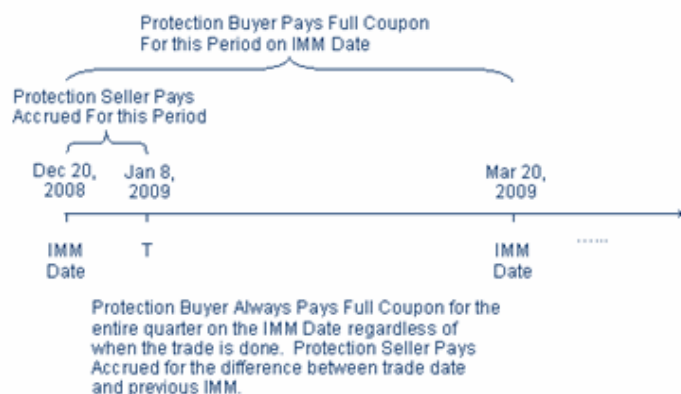 Protection Buyer Pays Full Coupon
For this Period on IMM Date
Protection Seller Pays
Accrued For this Period
Dec 20,
2008
Jan 8,
2009
Mar 20,
2009
IMM
Date
T
IMM
Date
......
Protection Buyer Always Pays Full Coupon for the
entire quarter on the IMM Date regardless of
when the trade is done. Protection Seller Pays
Accrued for the difference between trade date
and previous IMM.